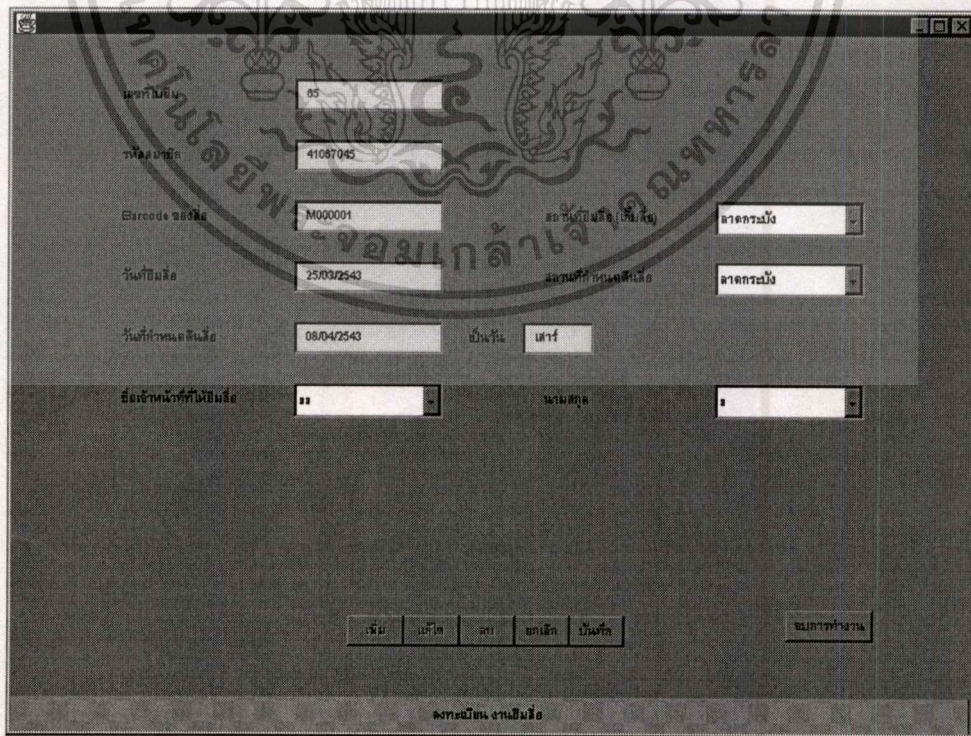 เลขที่ใบยืม 65
รหัสสมาชิก 41067045
Barcode ของสื่อ M000001 สถานที่ยืมสื่อ (เก็บสื่อ) ลาดกระบัง
วันที่ยืมสื่อ 25/03/2543 สถานที่กำหนดคืนสื่อ ลาดกระบัง
วันที่กำหนดคืนสื่อ 08/04/2543 เป็นวัน เสาร์
ชื่อเจ้าหน้าที่ที่ให้ยืมสื่อ นามสกุล
เพิ่ม แก้ไข ลบ ยกเลิก บันทึก จบการทำงาน
ลงทะเบียน งานยืมสื่อ